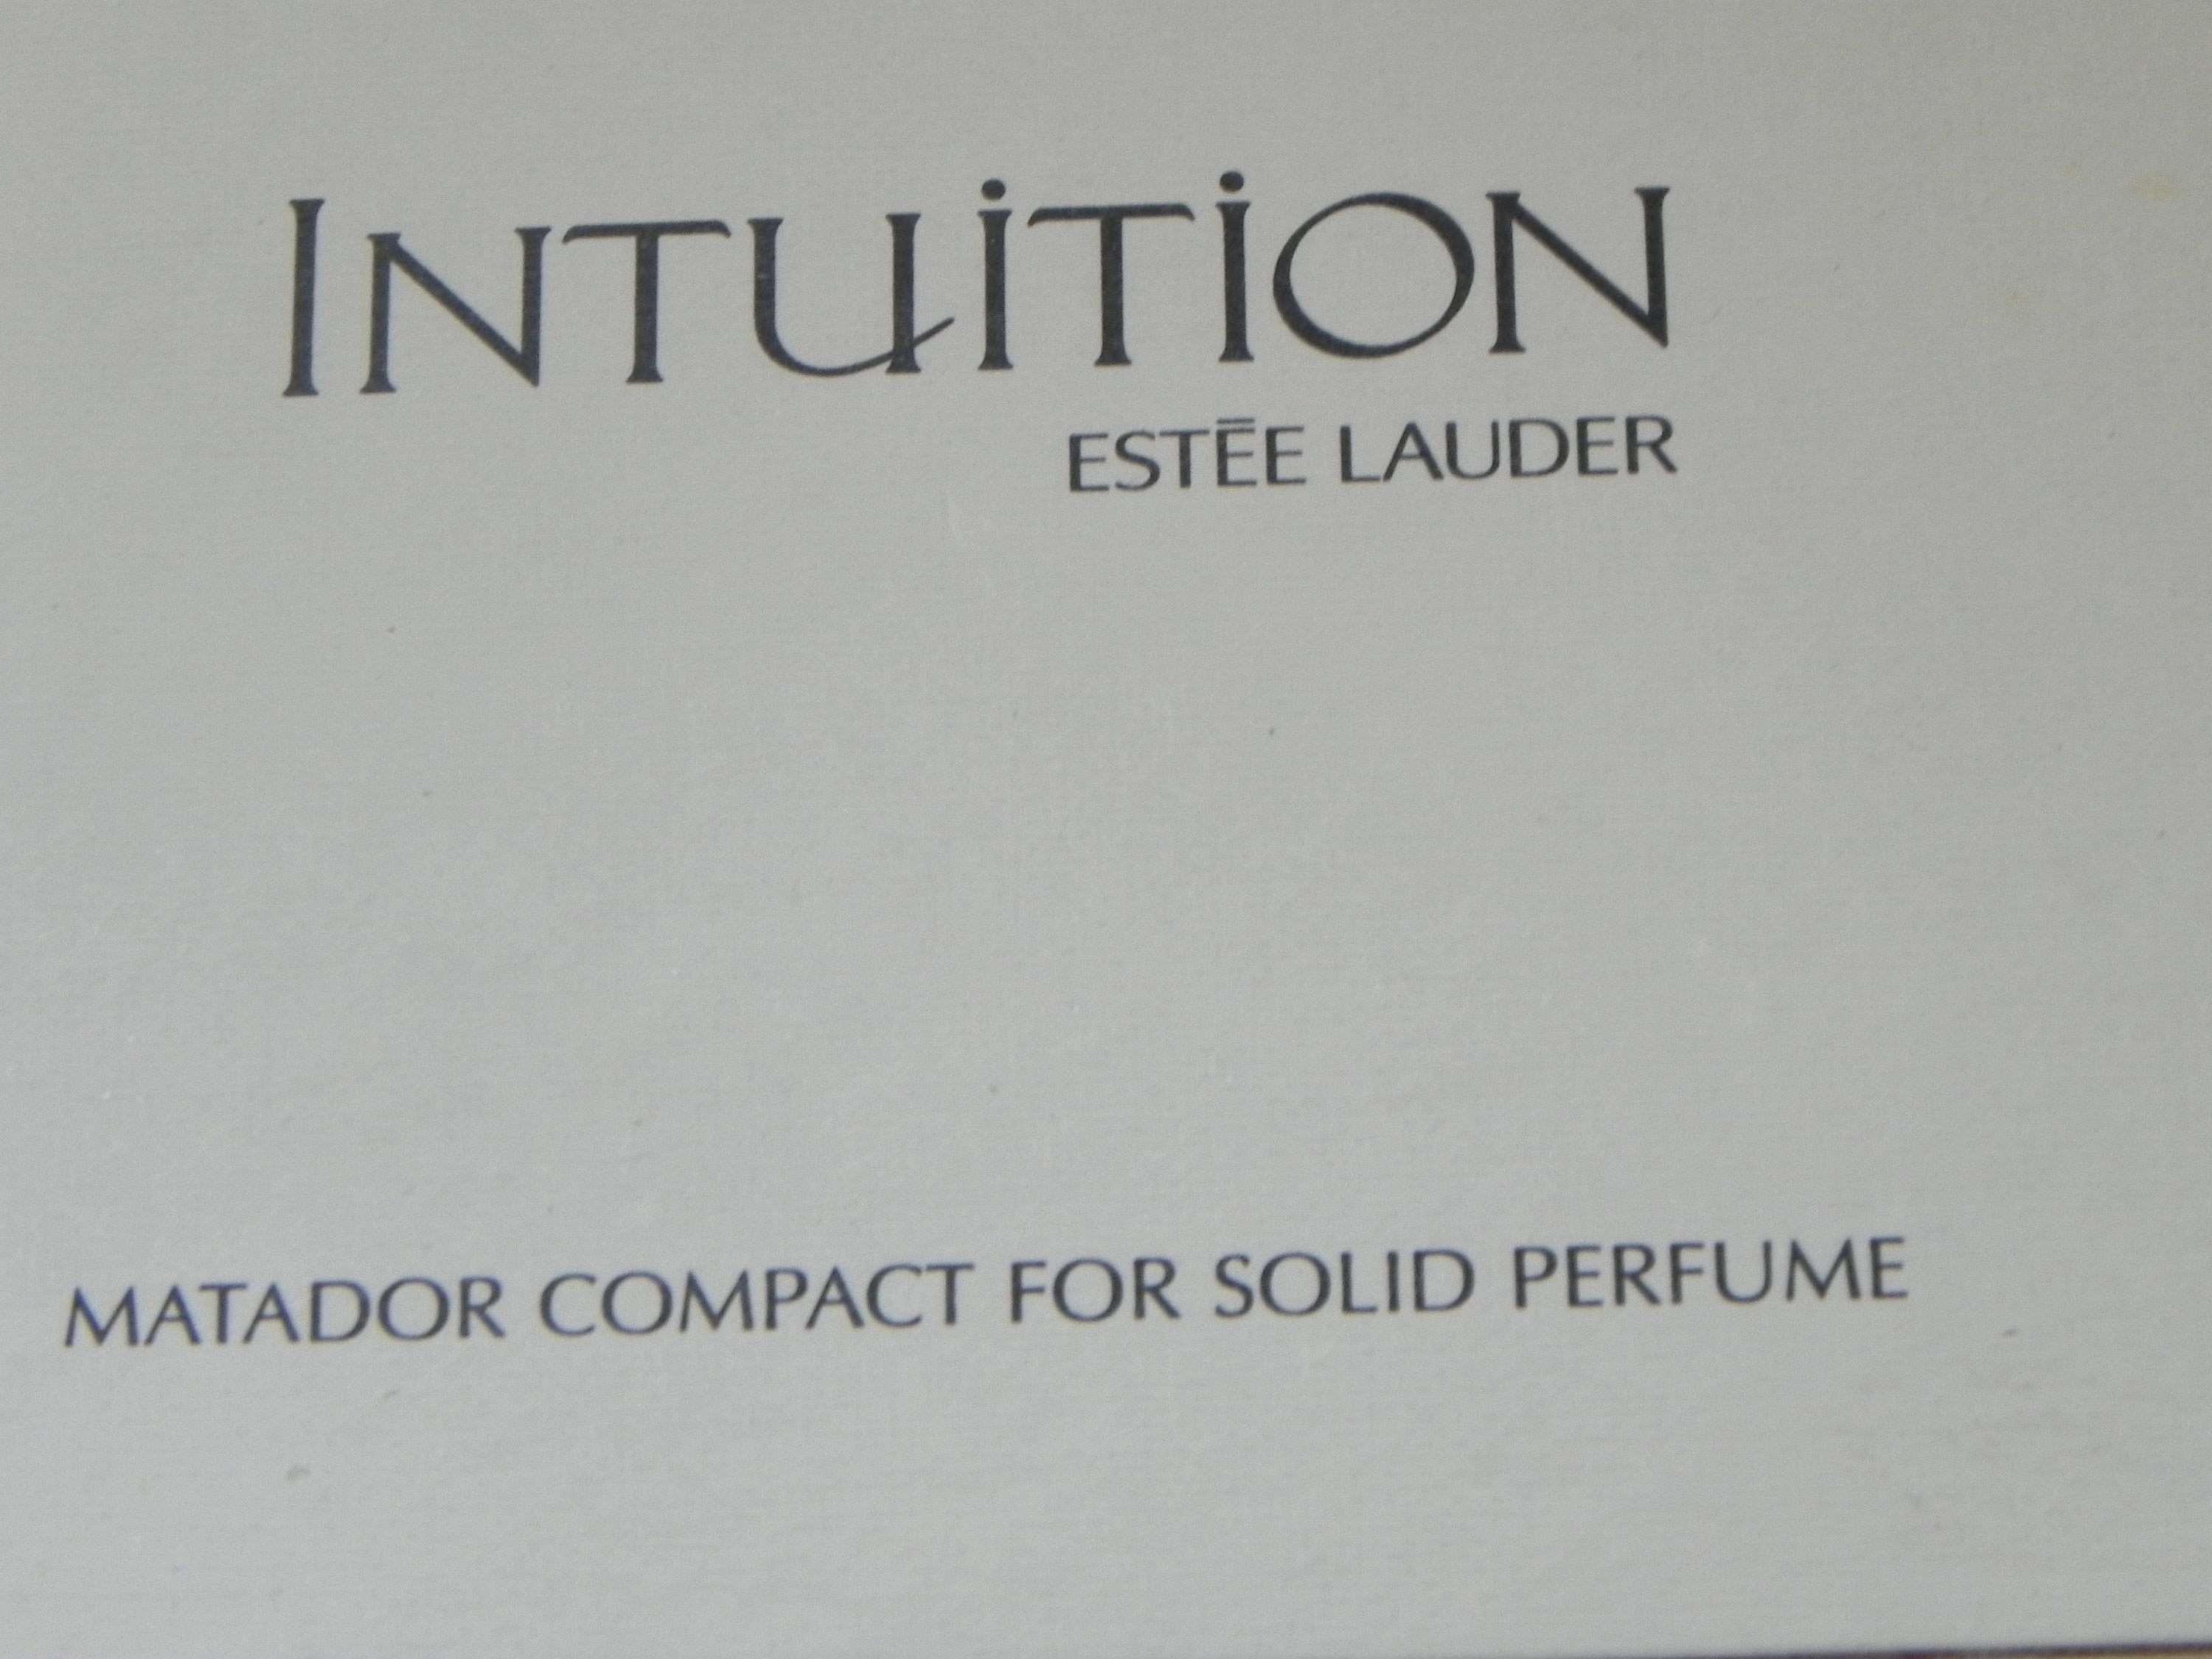 INTUiTiON
ESTĒE LAUDER
MATADOR COMPACT FOR SOLID PERFUME